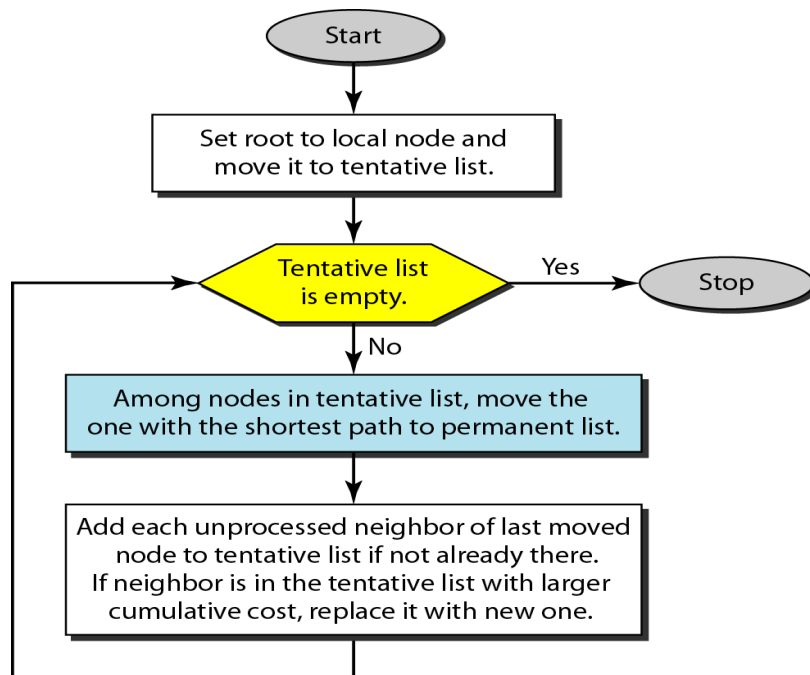 Start
Set root to local node and
move it to tentative list.
Tentative list
is empty.
Yes
Stop
No
Among nodes in tentative list, move the
one with the shortest path to permanent list.
Add each unprocessed neighbor of last moved
node to tentative list if not already there.
If neighbor is in the tentative list with larger
cumulative cost, replace it with new one.